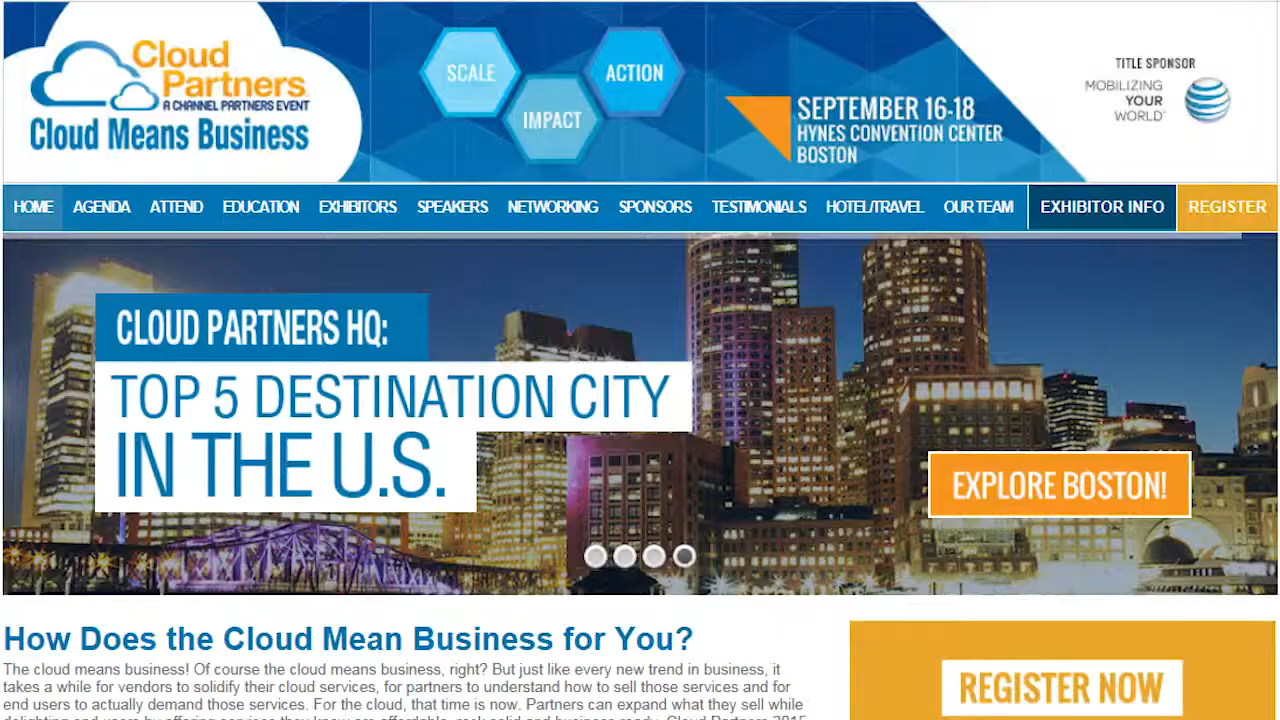 Cloud
Partners
A CHANNEL PARTNERS EVENT
Cloud Means Business
SCALE
IMPACT
ACTION
SEPTEMBER 16-18
HYNES CONVENTION CENTER
BOSTON
TITLE SPONSOR
MOBILIZING
YOUR
WORLD
HOME AGENDA ATTEND EDUCATION EXHIBITORS SPEAKERS NETWORKING SPONSORS TESTIMONIALS HOTEL/TRAVEL OUR TEAM EXHIBITOR INFO REGISTER
CLOUD PARTNERS HQ:
TOP 5 DESTINATION CITY
IN THE U.S.
EXPLORE BOSTON!
How Does the Cloud Mean Business for You?
The cloud means business! Of course the cloud means business, right? But just like every new trend in business, it
takes a while for vendors to solidify their cloud services, for partners to understand how to sell those services and for
end users to actually demand those services. For the cloud, that time is now. Partners can expand what they sell while
REGISTER NOW